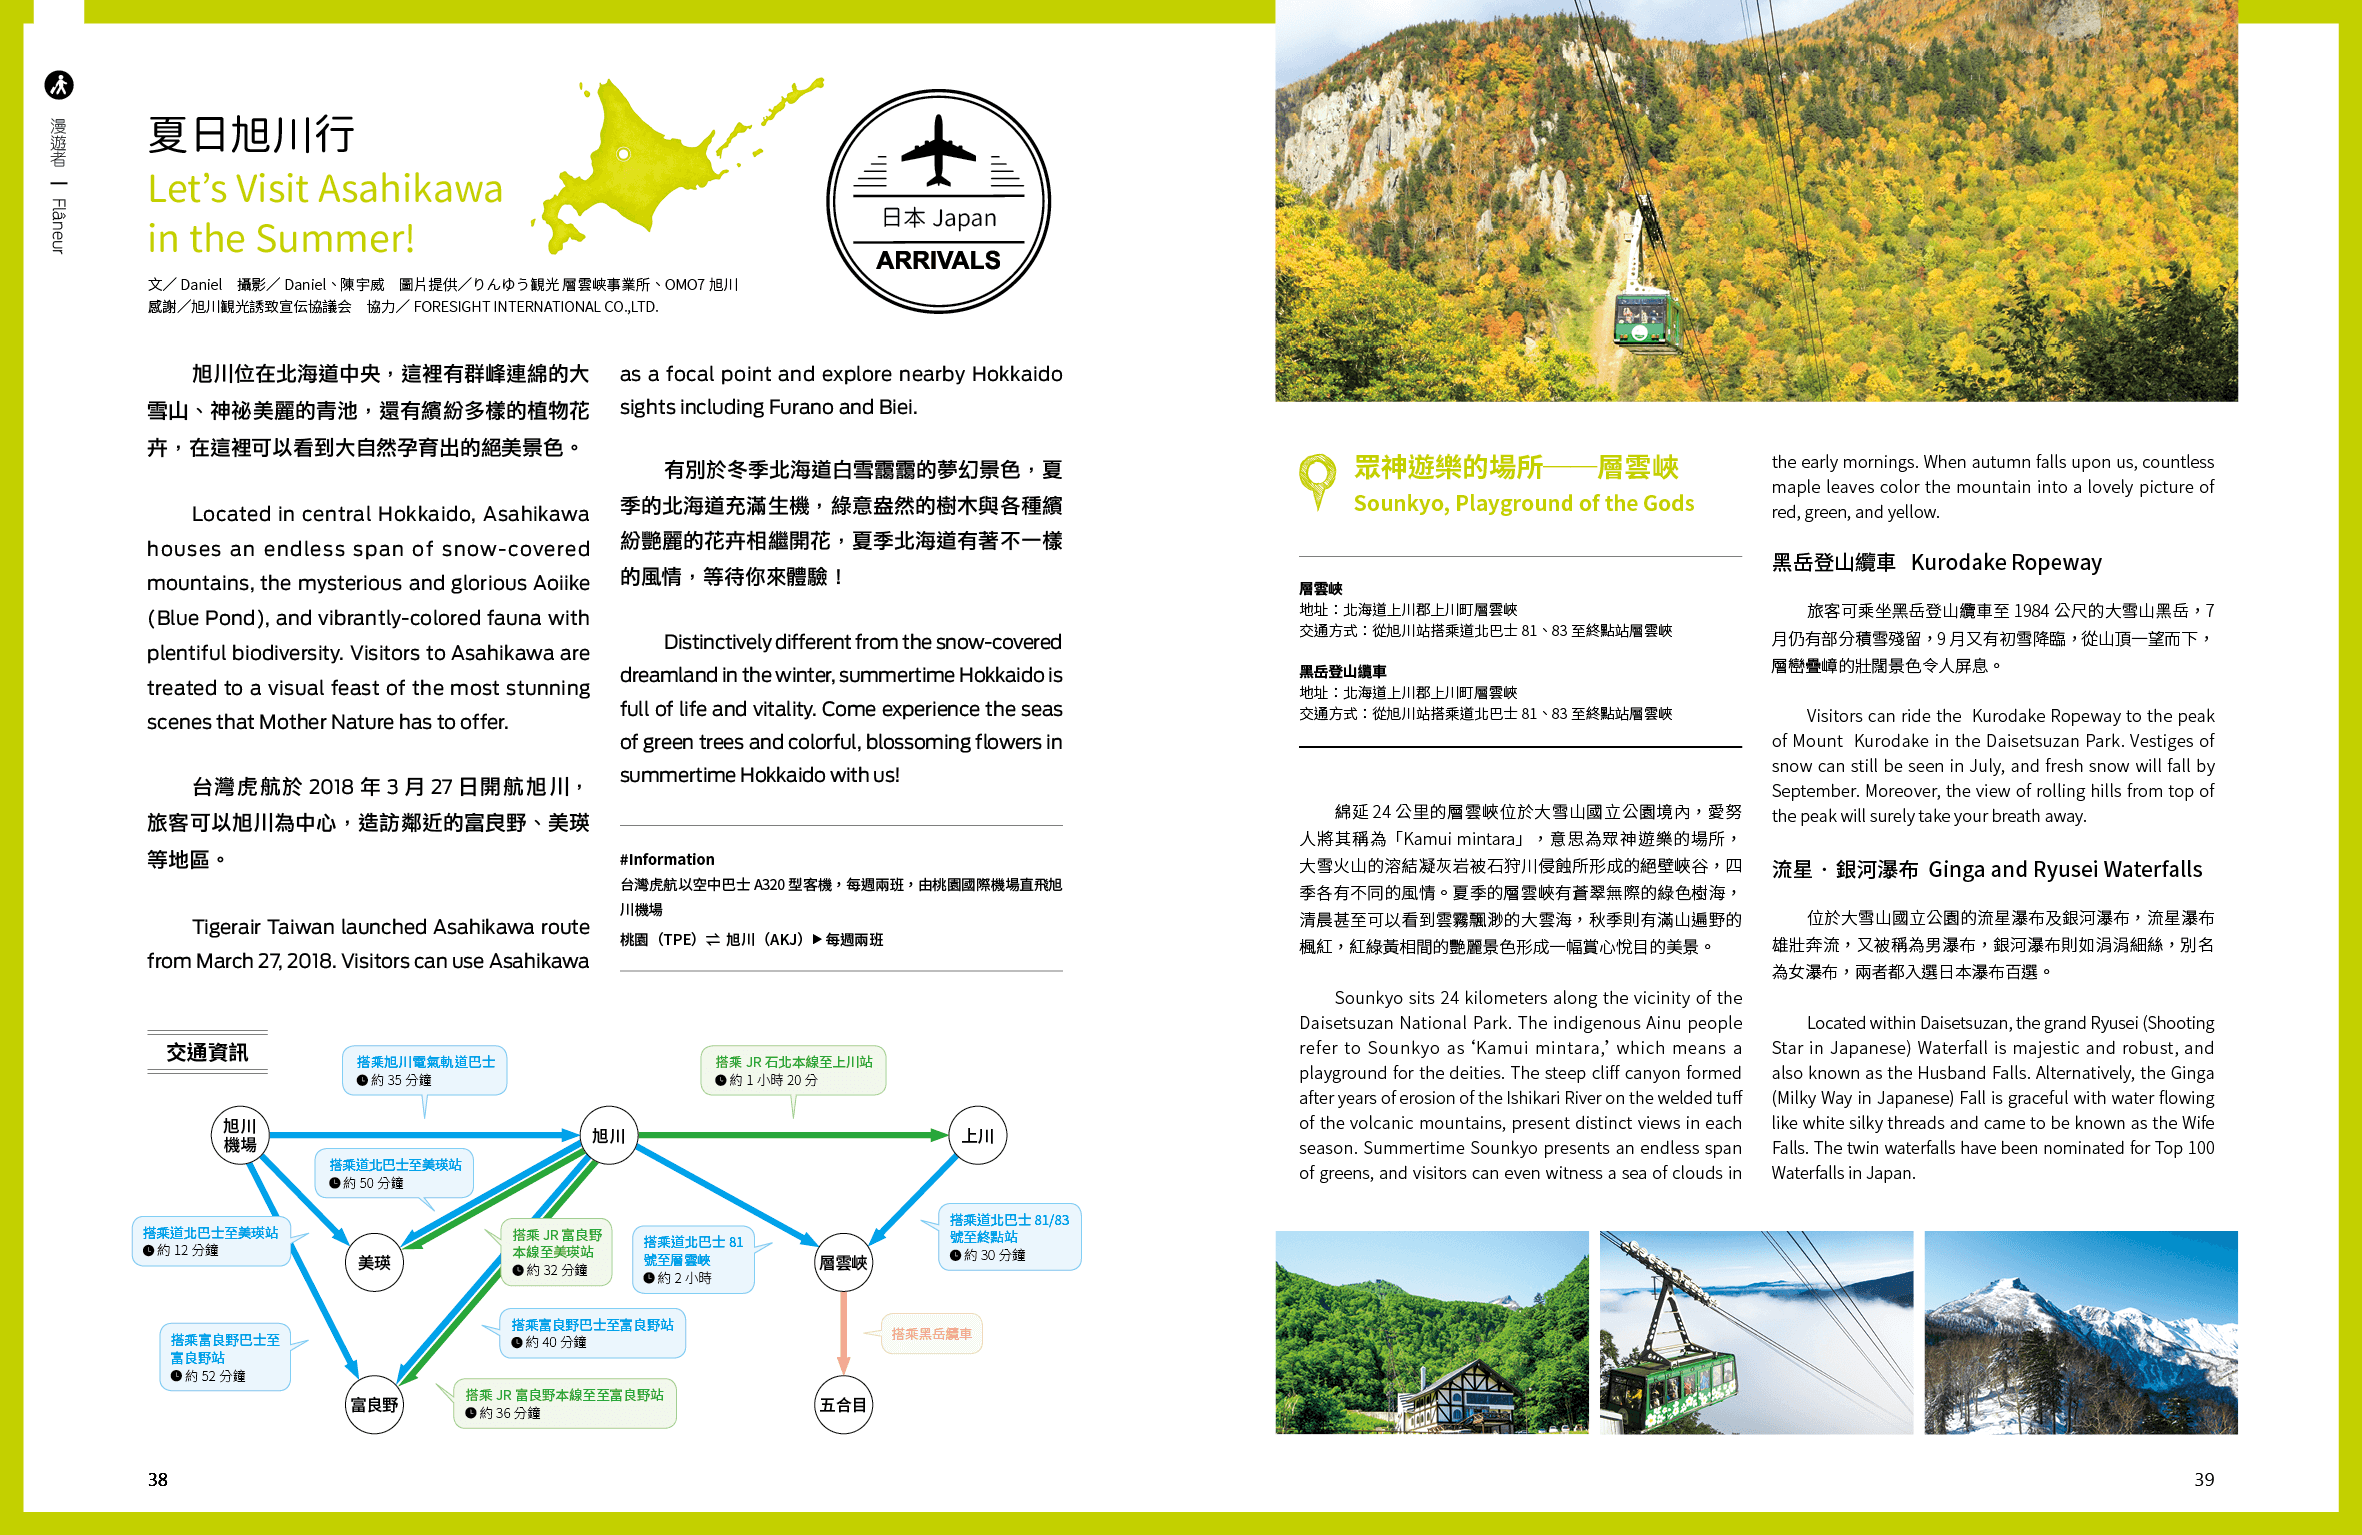 漫遊者 | Flâneur
夏日旭川行
Let's Visit Asahikawa
in the Summer!
文／Daniel　攝影／Daniel、陳宇威　圖片提供／りんゆう観光 層雲峽事業所、OMO7 旭川
感謝／旭川観光誘致宣伝協議会　協力／FORESIGHT INTERNATIONAL CO.,LTD.
日本 Japan
ARRIVALS
旭川位在北海道中央，這裡有群峰連綿的大
雪山、神祕美麗的青池，還有繽紛多樣的植物花
卉，在這裡可以看到大自然孕育出的絕美景色。
Located in central Hokkaido, Asahikawa
houses an endless span of snow-covered
mountains, the mysterious and glorious Aoiike
(Blue Pond), and vibrantly-colored fauna with
plentiful biodiversity. Visitors to Asahikawa are
treated to a visual feast of the most stunning
scenes that Mother Nature has to offer.
台灣虎航於 2018 年 3 月 27 日開航旭川，
旅客可以旭川為中心，造訪鄰近的富良野、美瑛
等地區。
Tigerair Taiwan launched Asahikawa route
from March 27, 2018. Visitors can use Asahikawa
as a focal point and explore nearby Hokkaido
sights including Furano and Biei.
有別於冬季北海道白雪靄靄的夢幻景色，夏
季的北海道充滿生機，綠意盎然的樹木與各種繽
紛艷麗的花卉相繼開花，夏季北海道有著不一樣
的風情，等待你來體驗！
Distinctively different from the snow-covered
dreamland in the winter, summertime Hokkaido is
full of life and vitality. Come experience the seas
of green trees and colorful, blossoming flowers in
summertime Hokkaido with us!
#Information
台灣虎航以空中巴士 A320 型客機，每週兩班，由桃園國際機場直飛旭
川機場
桃園（TPE）⇌ 旭川（AKJ）▶每週兩班
交通資訊
搭乘旭川電氣軌道巴士
約 35 分鐘
搭乘 JR 石北本線至上川站
約 1 小時 20 分
旭川
機場
旭川
上川
搭乘道北巴士至美瑛站
約 50 分鐘
搭乘道北巴士至美瑛站
約 12 分鐘
美瑛
搭乘 JR 富良野
本線至美瑛站
約 32 分鐘
搭乘道北巴士 81
號至層雲峽
約 2 小時
層雲峽
搭乘道北巴士 81/83
號至終點站
約 30 分鐘
搭乘富良野巴士至
富良野站
約 52 分鐘
搭乘富良野巴士至富良野站
約 40 分鐘
搭乘黑岳纜車
富良野
搭乘 JR 富良野本線至至富良野站
約 36 分鐘
五合目
38
眾神遊樂的場所——層雲峽
Sounkyo, Playground of the Gods
層雲峽
地址：北海道上川郡上川町層雲峽
交通方式：從旭川站搭乘道北巴士 81、83 至終點站層雲峽
黑岳登山纜車
地址：北海道上川郡上川町層雲峽
交通方式：從旭川站搭乘道北巴士 81、83 至終點站層雲峽
綿延 24 公里的層雲峽位於大雪山國立公園境內，愛努
人將其稱為「Kamui mintara」，意思為眾神遊樂的場所，
大雪火山的溶結凝灰岩被石狩川侵蝕所形成的絕壁峽谷，四
季各有不同的風情。夏季的層雲峽有蒼翠無際的綠色樹海，
清晨甚至可以看到雲霧飄渺的大雲海，秋季則有滿山遍野的
楓紅，紅綠黃相間的艷麗景色形成一幅賞心悅目的美景。
Sounkyo sits 24 kilometers along the vicinity of the
Daisetsuzan National Park. The indigenous Ainu people
refer to Sounkyo as ‘Kamui mintara,’ which means a
playground for the deities. The steep cliff canyon formed
after years of erosion of the Ishikari River on the welded tuff
of the volcanic mountains, present distinct views in each
season. Summertime Sounkyo presents an endless span
of greens, and visitors can even witness a sea of clouds in
the early mornings. When autumn falls upon us, countless
maple leaves color the mountain into a lovely picture of
red, green, and yellow.
黑岳登山纜車 Kurodake Ropeway
旅客可乘坐黑岳登山纜車至 1984 公尺的大雪山黑岳，7
月仍有部分積雪殘留，9 月又有初雪降臨，從山頂一望而下，
層巒疊嶂的壯闊景色令人屏息。
Visitors can ride the Kurodake Ropeway to the peak
of Mount Kurodake in the Daisetsuzan Park. Vestiges of
snow can still be seen in July, and fresh snow will fall by
September. Moreover, the view of rolling hills from top of
the peak will surely take your breath away.
流星．銀河瀑布 Ginga and Ryusei Waterfalls
位於大雪山國立公園的流星瀑布及銀河瀑布，流星瀑布
雄壯奔流，又被稱為男瀑布，銀河瀑布則如涓涓細絲，別名
為女瀑布，兩者都入選日本瀑布百選。
Located within Daisetsuzan, the grand Ryusei (Shooting
Star in Japanese) Waterfall is majestic and robust, and
also known as the Husband Falls. Alternatively, the Ginga
(Milky Way in Japanese) Fall is graceful with water flowing
like white silky threads and came to be known as the Wife
Falls. The twin waterfalls have been nominated for Top 100
Waterfalls in Japan.
39